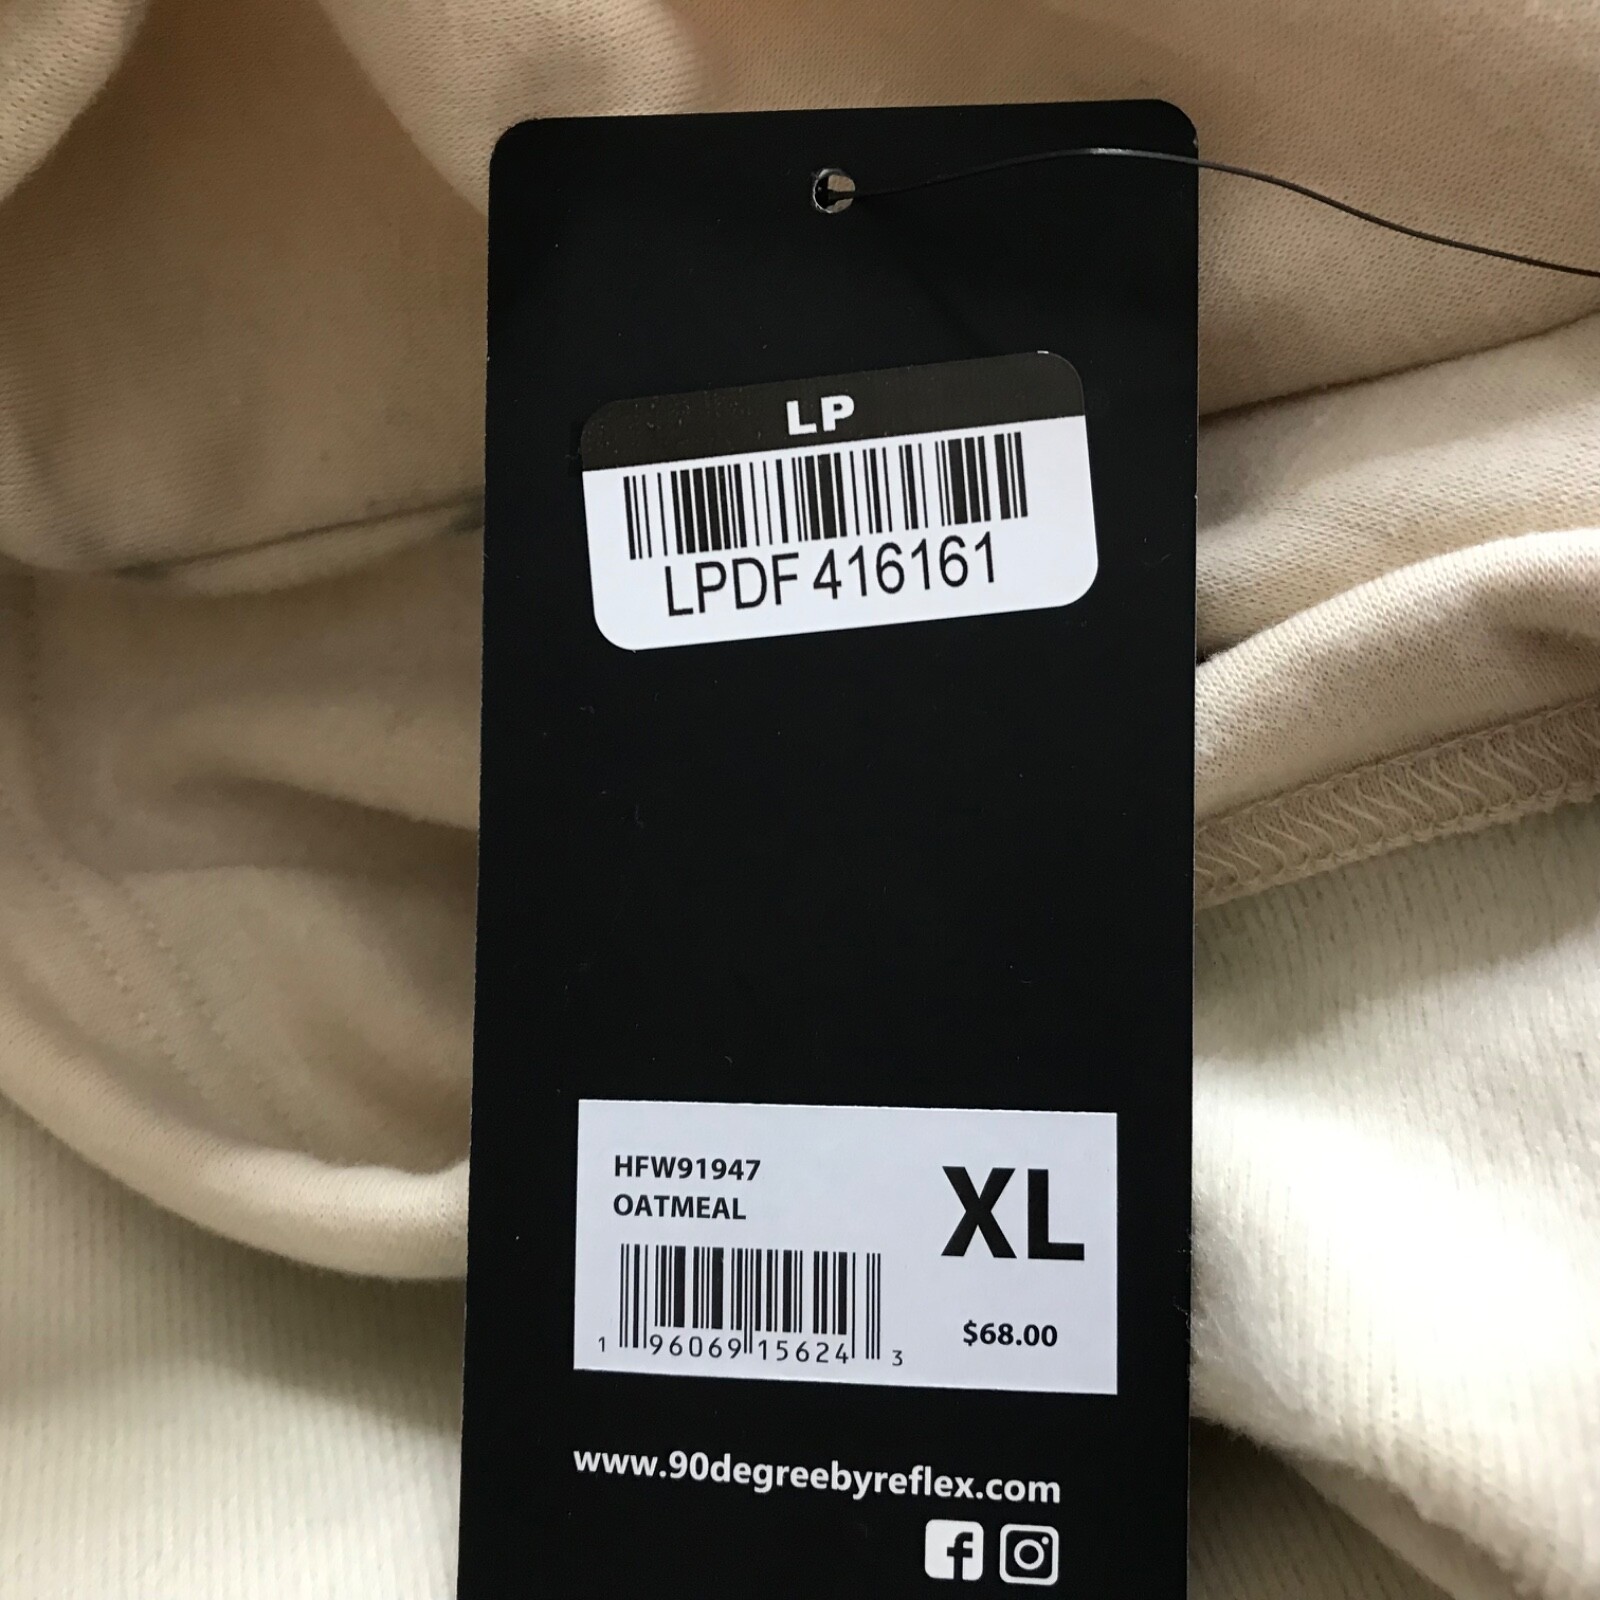 LP
LPDF 416161
HFW91947
OATMEAL
XL
1 96069 15624 3
$68.00
www.90degreebyreflex.com